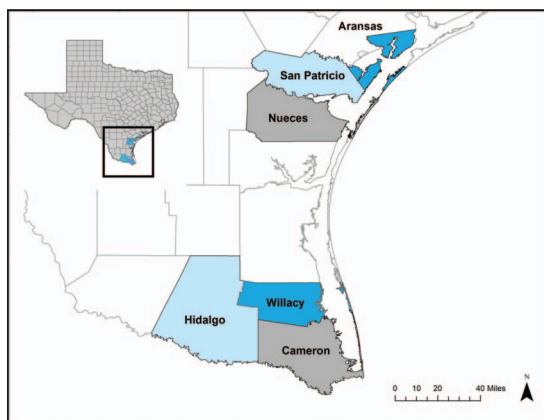 Aransas
San Patricio
Nueces
Willacy
Hidalgo
Cameron
N
0 10 20 40 Miles